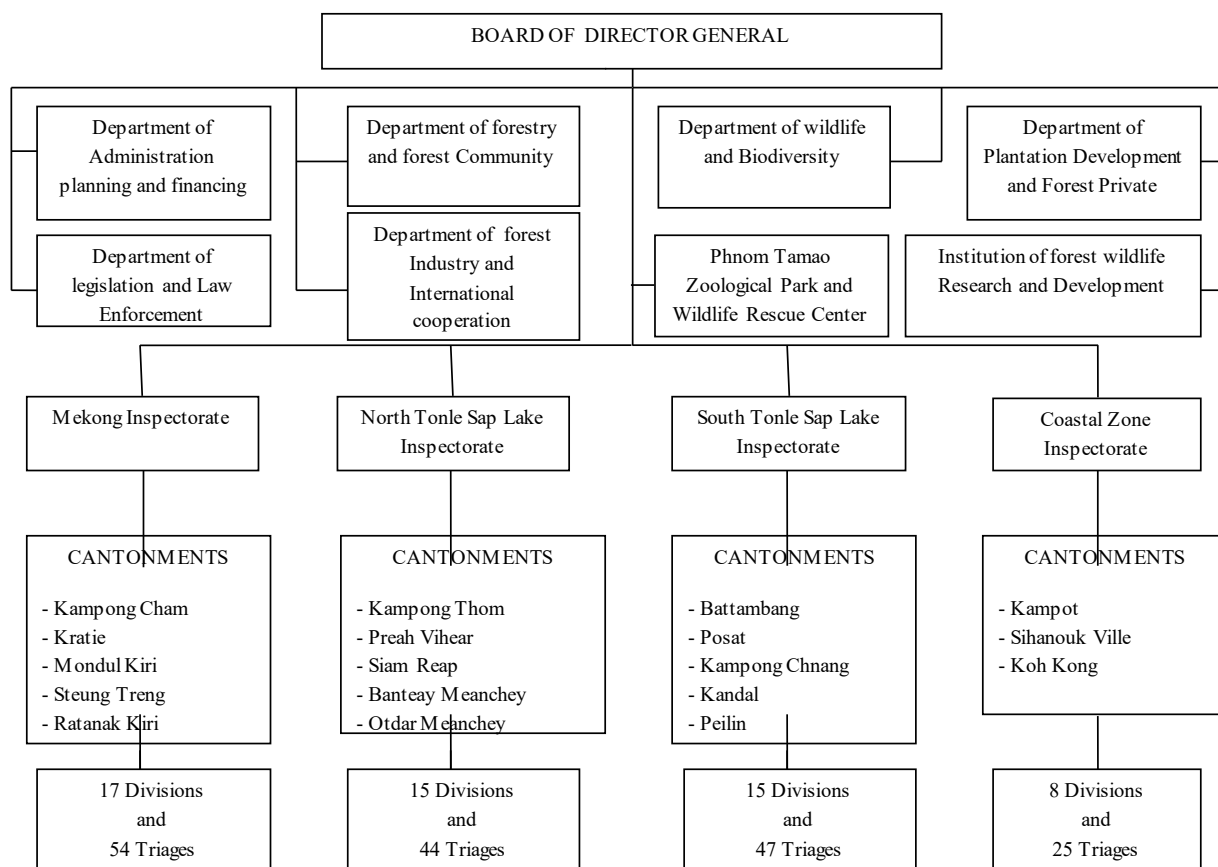 BOARD OF DIRECTOR GENERAL
Department of
Administration
planning and financing
Department of forestry
and forest Community
Department of wildlife
and Biodiversity
Department of
Plantation Development
and Forest Private
Department of
legislation and Law
Enforcement
Department of forest
Industry and
International
cooperation
Phnom Tamao
Zoological Park and
Wildlife Rescue Center
Institution of forest wildlife
Research and Development
Mekong Inspectorate
North Tonle Sap Lake
Inspectorate
South Tonle Sap Lake
Inspectorate
Coastal Zone
Inspectorate
CANTONMENTS
- Kampong Cham
- Kratie
- Mondul Kiri
- Steung Treng
- Ratanak Kiri
CANTONMENTS
- Kampong Thom
- Preah Vihear
- Siam Reap
- Banteay Meanchey
- Otdar Meanchey
CANTONMENTS
- Battambang
- Posat
- Kampong Chnang
- Kandal
- Peilin
CANTONMENTS
- Kampot
- Sihanouk Ville
- Koh Kong
17 Divisions
and
54 Triages
15 Divisions
and
44 Triages
15 Divisions
and
47 Triages
8 Divisions
and
25 Triages